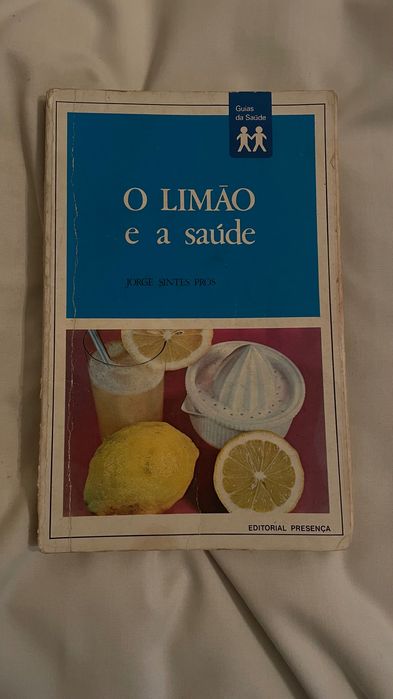 Guias
da Saúde
O LIMÃO
e a saúde
JORGE SINTES PROS
EDITORIAL PRESENÇA